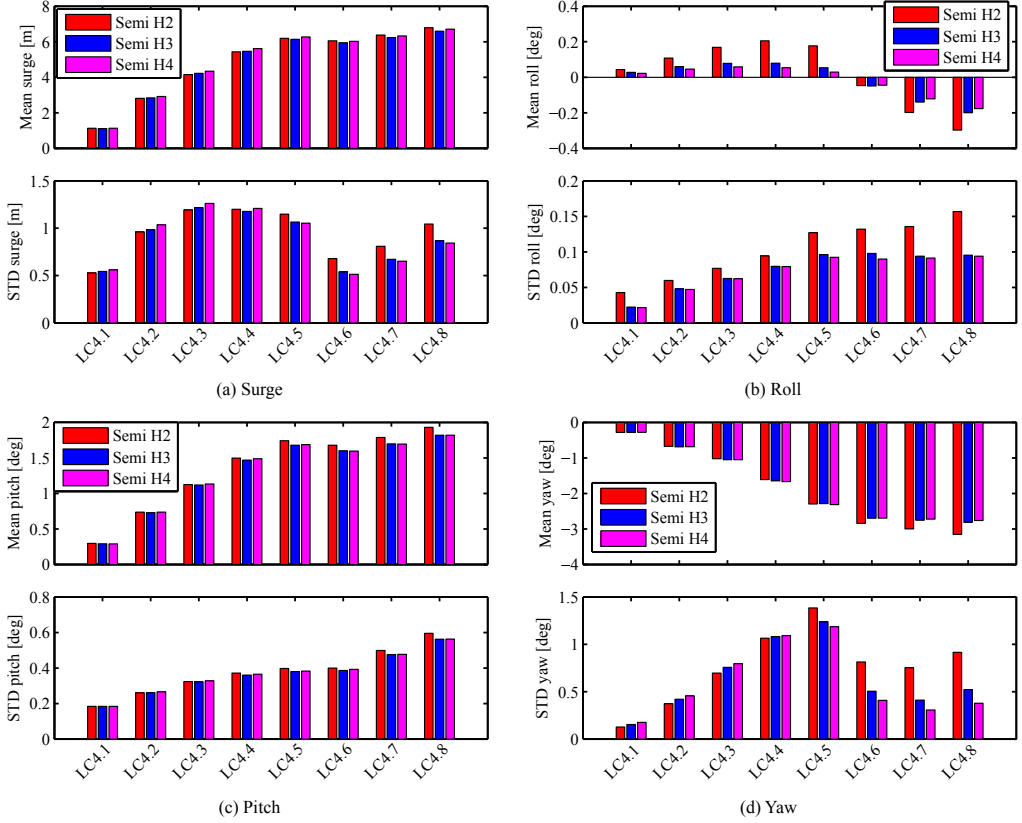 Mean surge [m]
8
6
4
2
0
Semi H2
Semi H3
Semi H4
STD surge [m]
1.5
1
0.5
0
LC4.1 LC4.2 LC4.3 LC4.4 LC4.5 LC4.6 LC4.7 LC4.8
(a) Surge
Mean roll [deg]
0.4
0.2
0
−0.2
−0.4
Semi H2
Semi H3
Semi H4
STD roll [deg]
0.2
0.15
0.1
0.05
0
LC4.1 LC4.2 LC4.3 LC4.4 LC4.5 LC4.6 LC4.7 LC4.8
(b) Roll
Mean pitch [deg]
2
1.5
1
0.5
0
Semi H2
Semi H3
Semi H4
STD pitch [deg]
0.8
0.6
0.4
0.2
0
LC4.1 LC4.2 LC4.3 LC4.4 LC4.5 LC4.6 LC4.7 LC4.8
(c) Pitch
Mean yaw [deg]
0
−1
−2
−3
−4
Semi H2
Semi H3
Semi H4
STD yaw [deg]
1.5
1
0.5
0
LC4.1 LC4.2 LC4.3 LC4.4 LC4.5 LC4.6 LC4.7 LC4.8
(d) Yaw